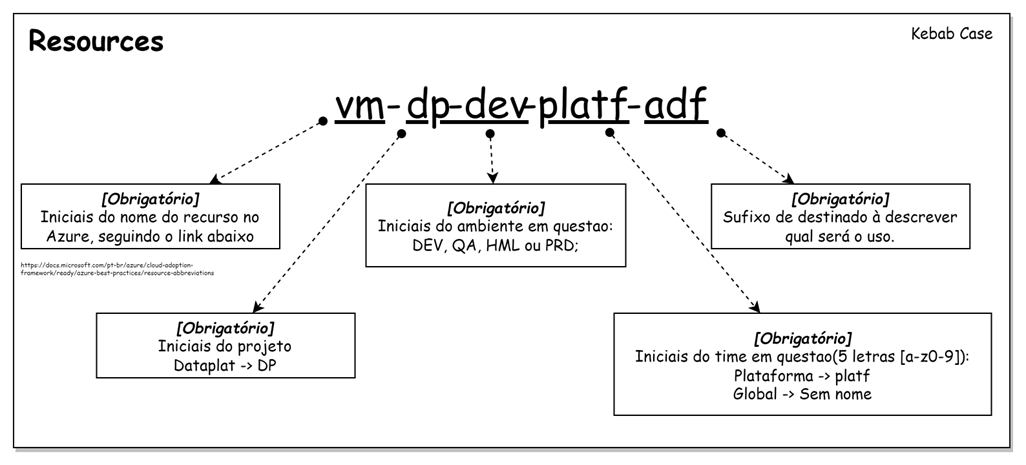 Resources
Kebab Case
vm-dp-dev-platf-adf
[Obrigatório]
Iniciais do nome do recurso no
Azure, seguindo o link abaixo
https://docs.microsoft.com/pt-br/azure/cloud-adoption-
framework/ready/azure-best-practices/resource-abbreviations
[Obrigatório]
Iniciais do ambiente em questao:
DEV, QA, HML ou PRD;
[Obrigatório]
Sufixo de destinado à descrever
qual será o uso.
[Obrigatório]
Iniciais do projeto
Dataplat -> DP
[Obrigatório]
Iniciais do time em questao(5 letras [a-z0-9]):
Plataforma -> platf
Global -> Sem nome